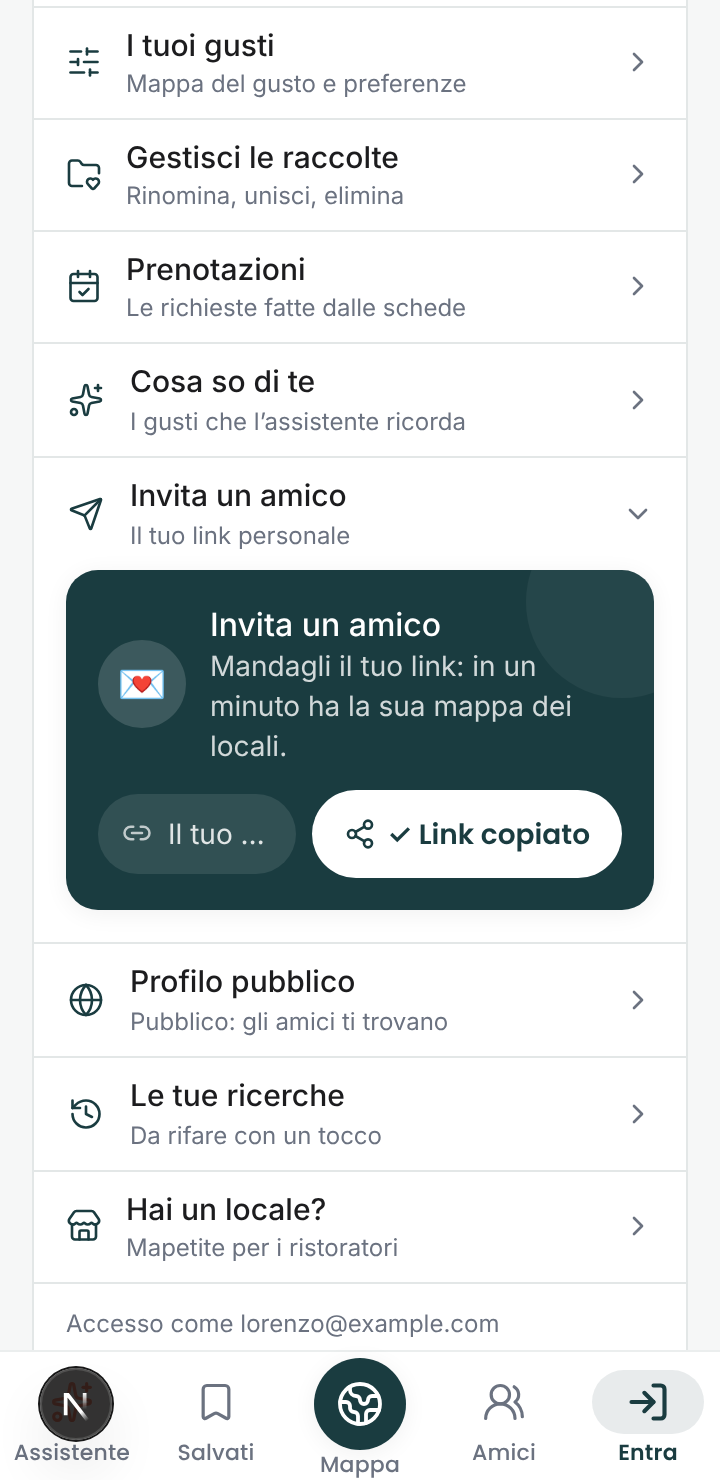 I tuoi gusti
Mappa del gusto e preferenze
Gestisci le raccolte
Rinomina, unisci, elimina
Prenotazioni
Le richieste fatte dalle schede
Cosa so di te
I gusti che l’assistente ricorda
Invita un amico
Il tuo link personale
Invita un amico
Mandagli il tuo link: in un
minuto ha la sua mappa dei
locali.
Il tuo ...
✓ Link copiato
Profilo pubblico
Pubblico: gli amici ti trovano
Le tue ricerche
Da rifare con un tocco
Hai un locale?
Mapetite per i ristoratori
Accesso come lorenzo@example.com
N
Assistente
Salvati
Mappa
Amici
Entra